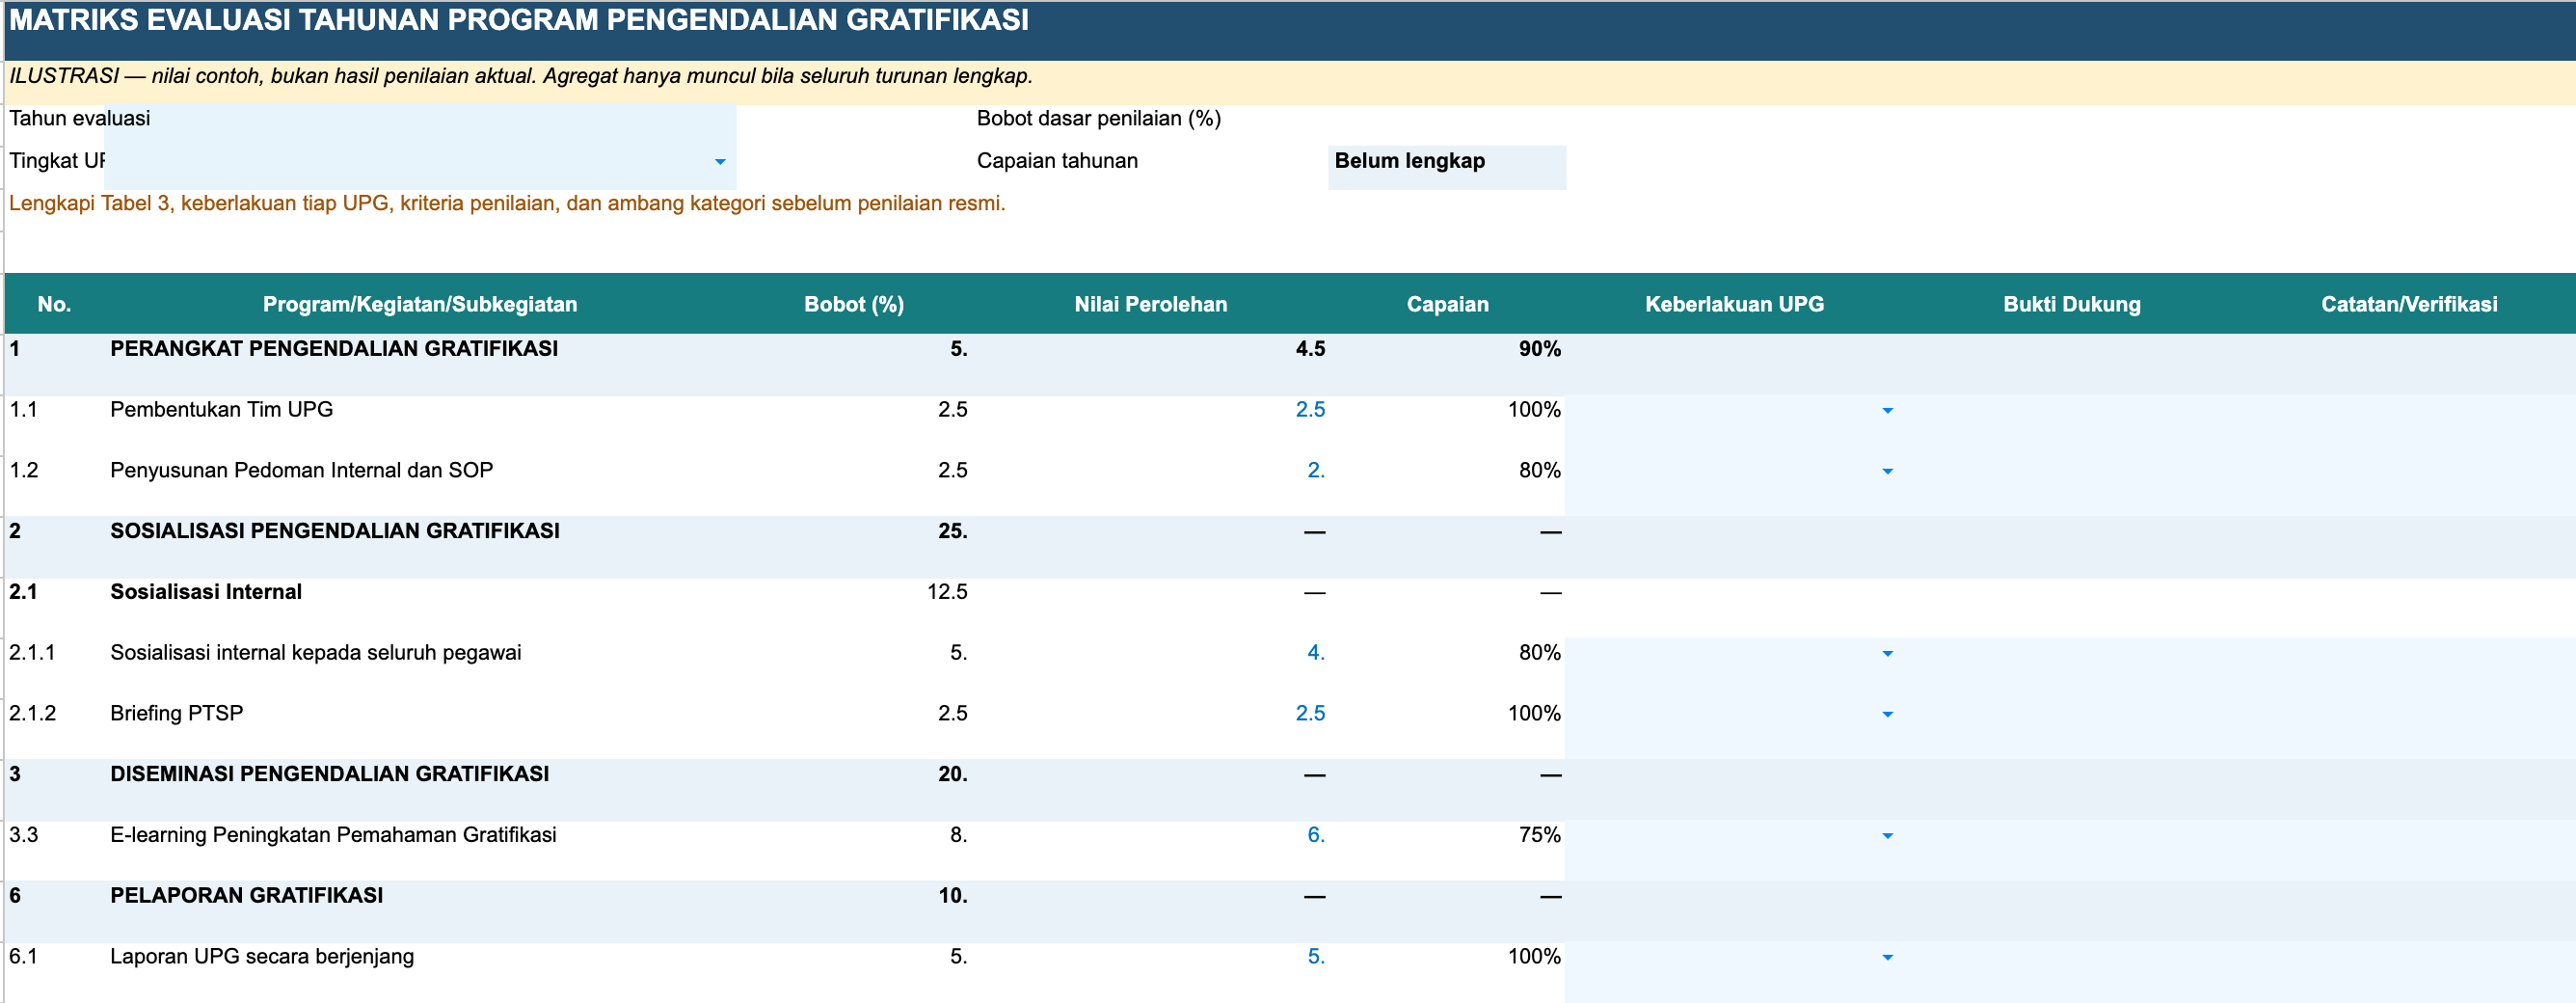 MATRIKS EVALUASI TAHUNAN PROGRAM PENGENDALIAN GRATIFIKASI
ILUSTRASI — nilai contoh, bukan hasil penilaian aktual. Agregat hanya muncul bila seluruh turunan lengkap.
Tahun evaluasi Bobot dasar penilaian (%)
Tingkat Capaian tahunan Belum lengkap
Lengkapi Tabel 3, keberlakuan tiap UPG, kriteria penilaian, dan ambang kategori sebelum penilaian resmi.
No. Program/Kegiatan/Subkegiatan Bobot (%) Nilai Perolehan Capaian Keberlakuan UPG Bukti Dukung Catatan/Verifikasi
1 PERANGKAT PENGENDALIAN GRATIFIKASI 5. 4.5 90%
1.1 Pembentukan Tim UPG 2.5 2.5 100%
1.2 Penyusunan Pedoman Internal dan SOP 2.5 2. 80%
2 SOSIALISASI PENGENDALIAN GRATIFIKASI 25. — —
2.1 Sosialisasi Internal 12.5 — —
2.1.1 Sosialisasi internal kepada seluruh pegawai 5. 4. 80%
2.1.2 Briefing PTSP 2.5 2.5 100%
3 DISEMINASI PENGENDALIAN GRATIFIKASI 20. — —
3.3 E-learning Peningkatan Pemahaman Gratifikasi 8. 6. 75%
6 PELAPORAN GRATIFIKASI 10. — —
6.1 Laporan UPG secara berjenjang 5. 5. 100%